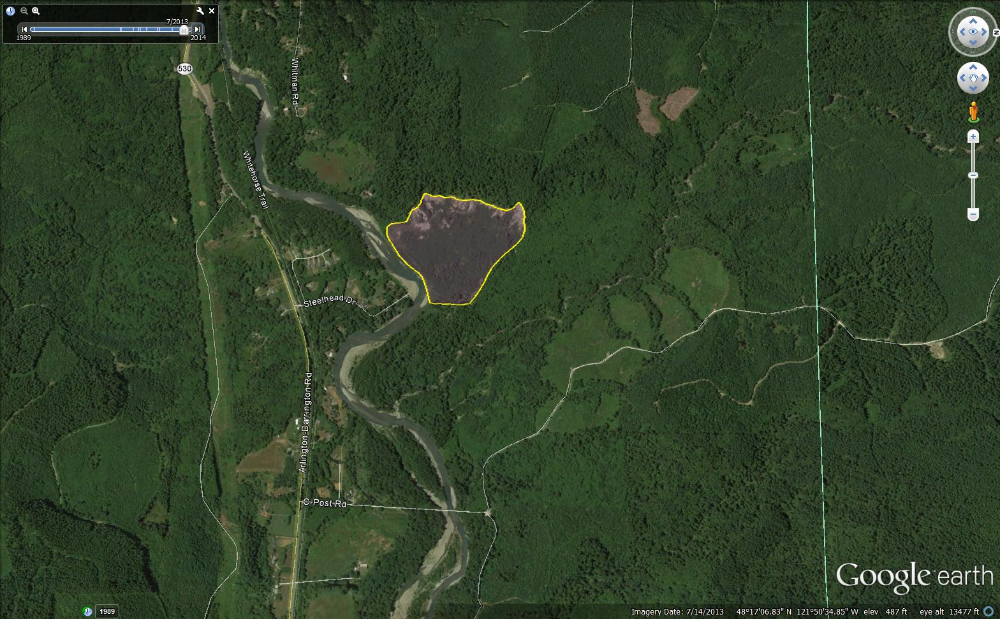 7/2013
1989
2014
530
N
Whitman Rd
Whitehorse Trail
Steelhead Dr
Arlington-Darrington Rd
C-Post Rd
Google earth
1989
Imagery Date: 7/14/2013 48°17'06.83" N 121°50'34.85" W elev 487 ft eye alt 13477 ft